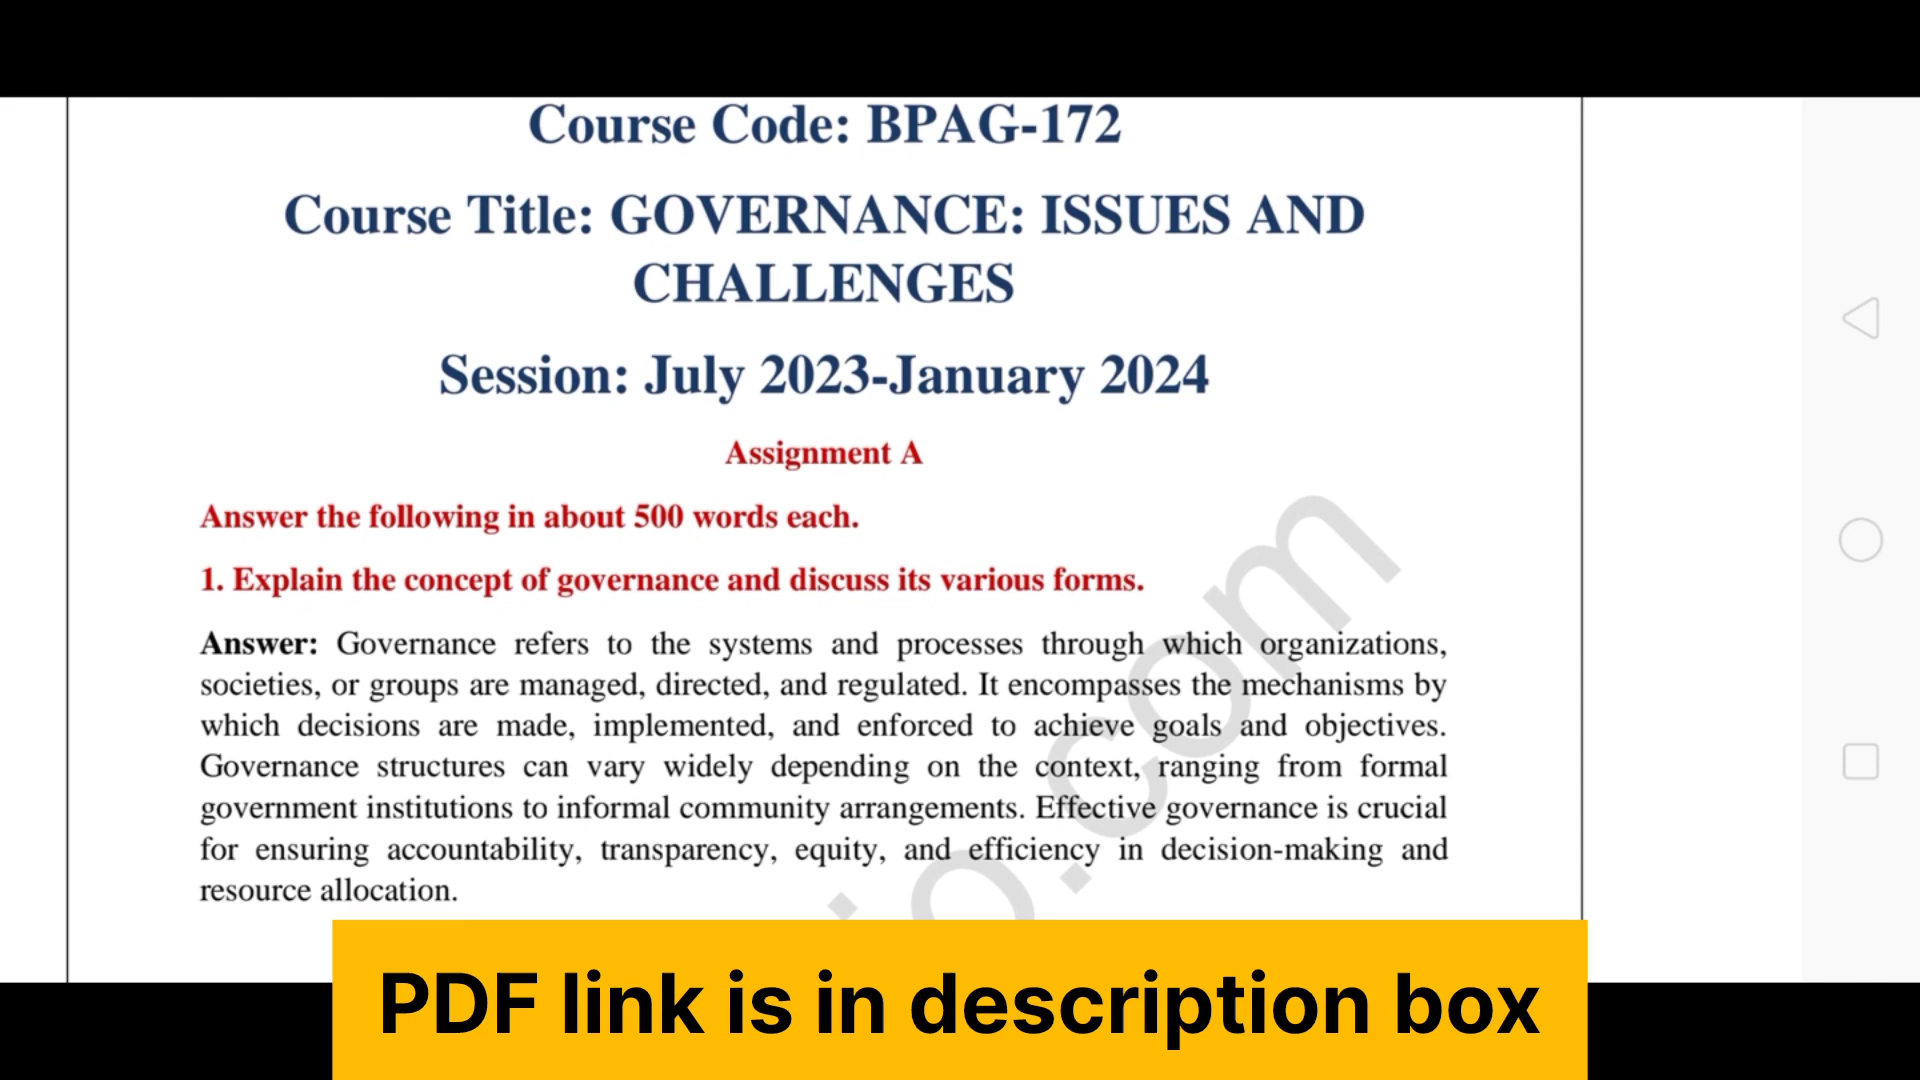 Course Code: BPAG-172
Course Title: GOVERNANCE: ISSUES AND
CHALLENGES
Session: July 2023-January 2024
Assignment A
Answer the following in about 500 words each.
1. Explain the concept of governance and discuss its various forms.
Answer: Governance refers to the systems and processes through which organizations,
societies, or groups are managed, directed, and regulated. It encompasses the mechanisms by
which decisions are made, implemented, and enforced to achieve goals and objectives.
Governance structures can vary widely depending on the context, ranging from formal
government institutions to informal community arrangements. Effective governance is crucial
for ensuring accountability, transparency, equity, and efficiency in decision-making and
resource allocation.
.com
PDF link is in description box